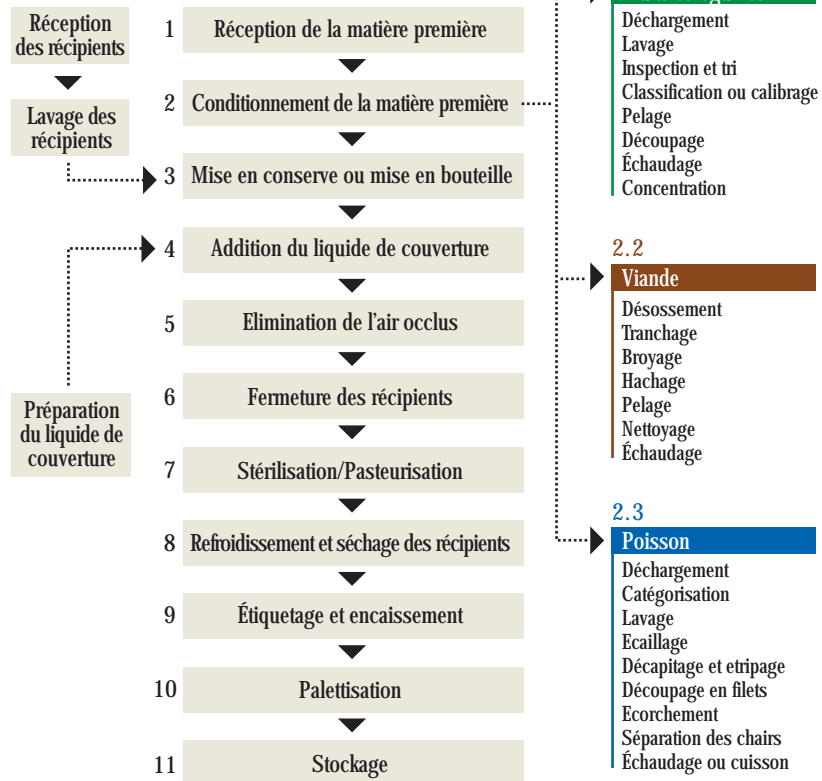 Réception
des récipients
Lavage des
récipients
Préparation
du liquide de
couverture
1 Réception de la matière première
2 Conditionnement de la matière première
3 Mise en conserve ou mise en bouteille
4 Addition du liquide de couverture
5 Elimination de l'air occlus
6 Fermeture des récipients
7 Stérilisation/Pasteurisation
8 Refroidissement et séchage des récipients
9 Étiquetage et encaissement
10 Palettisation
11 Stockage
Déchargement
Lavage
Inspection et tri
Classification ou calibrage
Pelage
Découpage
Échaudage
Concentration
2.2
Viande
Désossement
Tranchage
Broyage
Hachage
Pelage
Nettoyage
Échaudage
2.3
Poisson
Déchargement
Catégorisation
Lavage
Ecaillage
Décapitage et etripage
Découpage en filets
Ecorchement
Séparation des chairs
Échaudage ou cuisson